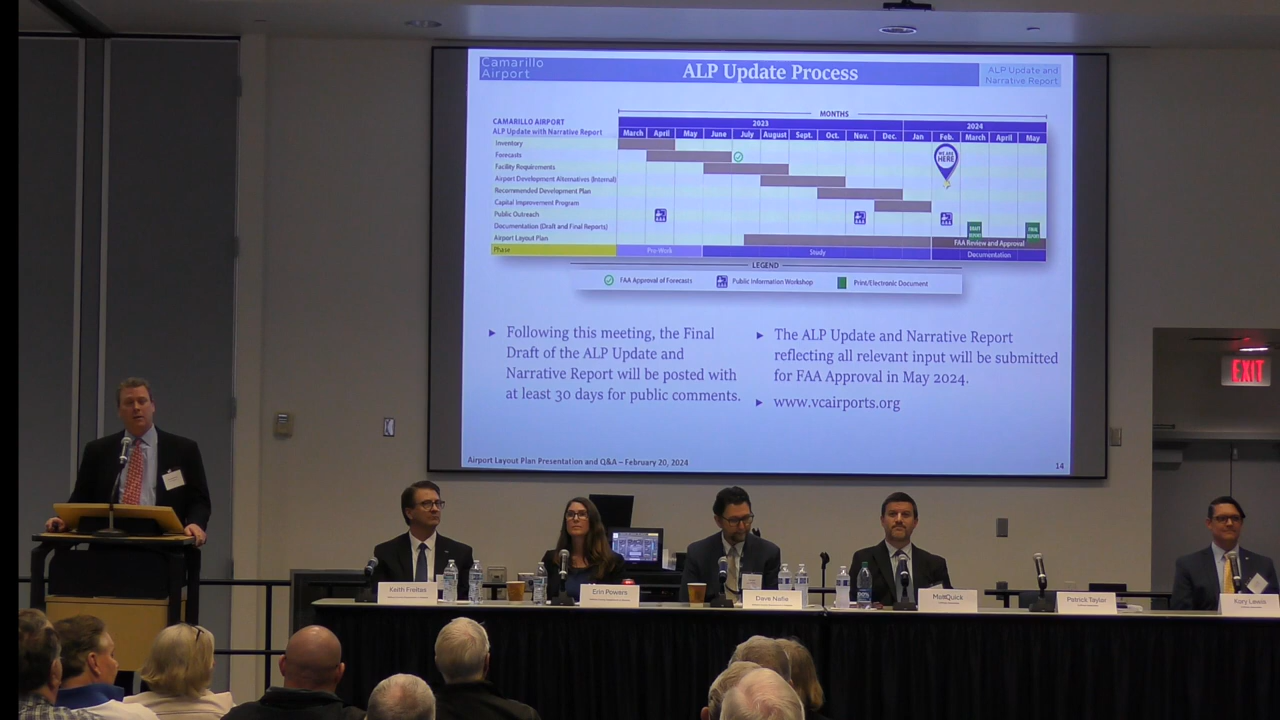 Camarillo
Airport
ALP Update Process
ALP Update and
Narrative Report
MONTHS
CAMARILLO AIRPORT
2023
2024
ALP Update with Narrative Report
March
April
May
June
July
August
Sept.
Oct.
Nov.
Dec.
Jan
Feb.
March
April
May
Inventory
Forecasts
Facility Requirements
Airport Development Alternatives (Internal)
Recommended Development Plan
Capital Improvement Program
Public Outreach
Documentation (Draft and Final Reports)
Airport Layout Plan
WE ARE
HERE
DRAFT
REPORT
FINAL
REPORT
FAA Review and Approval
Phase
Pre-Work
Study
Documentation
LEGEND
FAA Approval of Forecasts
Public Information Workshop
Print/Electronic Document
► Following this meeting, the Final
Draft of the ALP Update and
Narrative Report will be posted with
at least 30 days for public comments.
► The ALP Update and Narrative Report
reflecting all relevant input will be submitted
for FAA Approval in May 2024.
► www.vcairports.org
Airport Layout Plan Presentation and Q&A – February 20, 2024
14
EXIT
Keith Freitas
Erin Powers
Dave Nafie
Matt Quick
Patrick Taylor
Kory Lewis